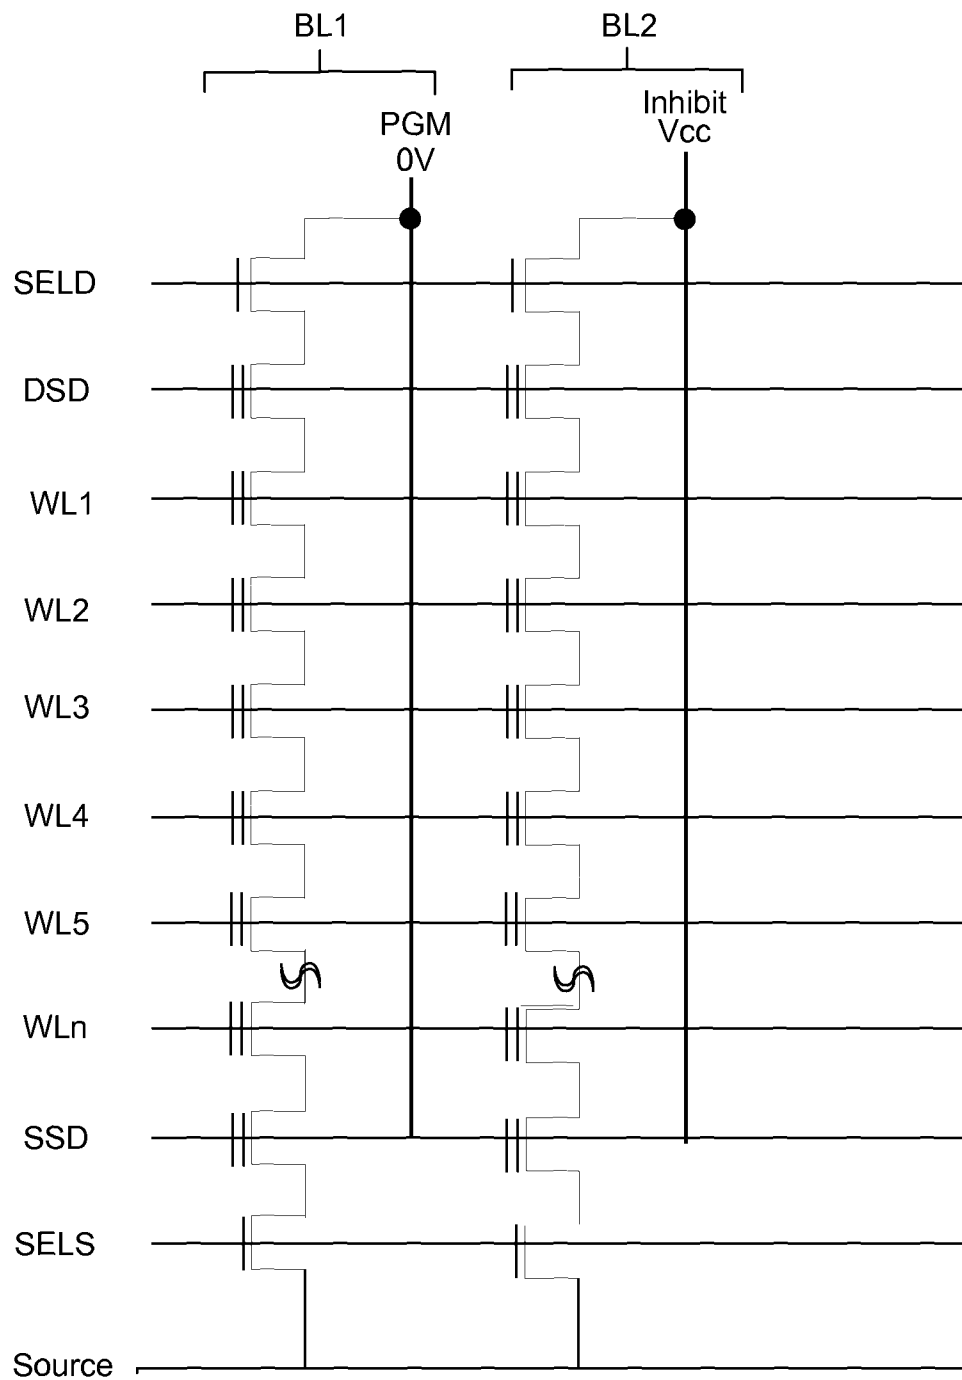 BL1
BL2
PGM
0V
Inhibit
Vcc
SELD
DSD
WL1
WL2
WL3
WL4
WL5
WLn
SSD
SELS
Source